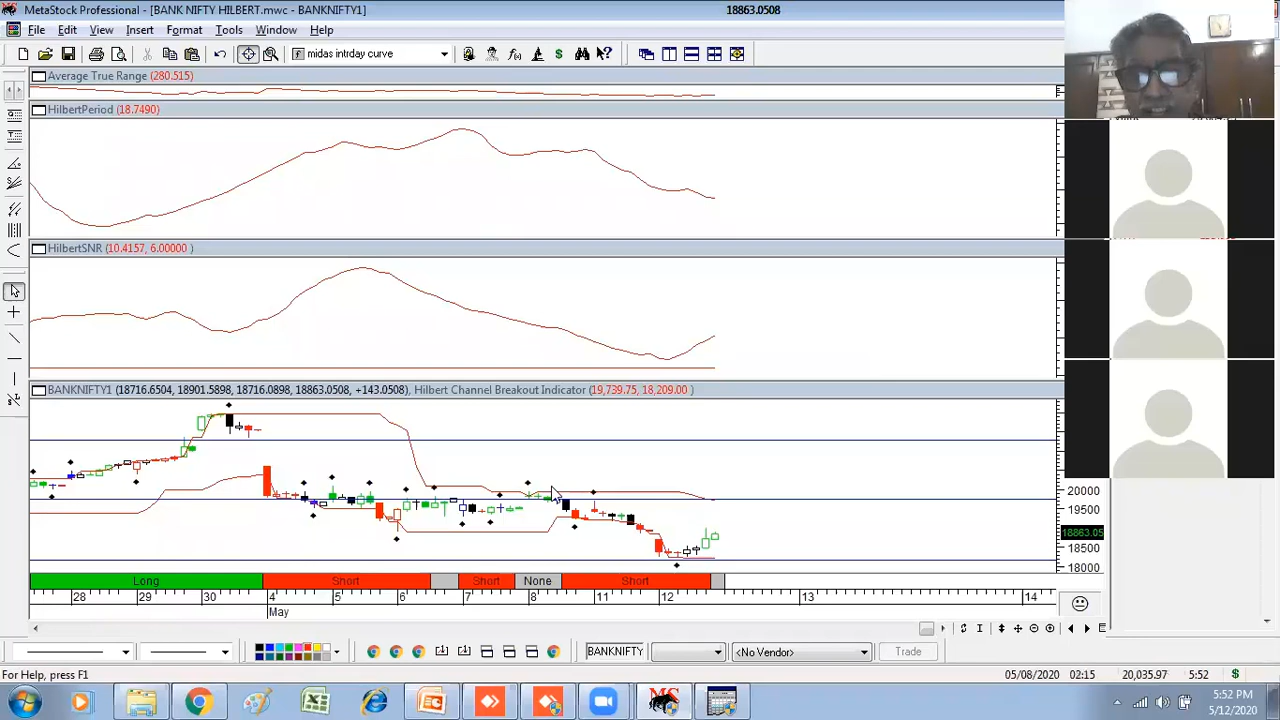 MetaStock Professional - [BANK NIFTY HILBERT.mwc - BANKNIFTY1]
18863.0508
File Edit View Insert Format Tools Window Help
midas intrday curve
Average True Range (280.515)
HilbertPeriod (18.7490)
HilbertSNR (10.4157, 6.00000 )
BANKNIFTY1 (18716.6504, 18901.5898, 18716.0898, 18863.0508, +143.0508), Hilbert Channel Breakout Indicator (19,739.75, 18,209.00 )
20000
19500
18863.05
18500
18000
Long Short Short None Short
28 29 30 4 5 6 7 8 11 12 13 14
May
BANKNIFTY <No Vendor> Trade
For Help, press F1 05/08/2020 02:15 20,035.97 5:52 $
5:52 PM
5/12/2020